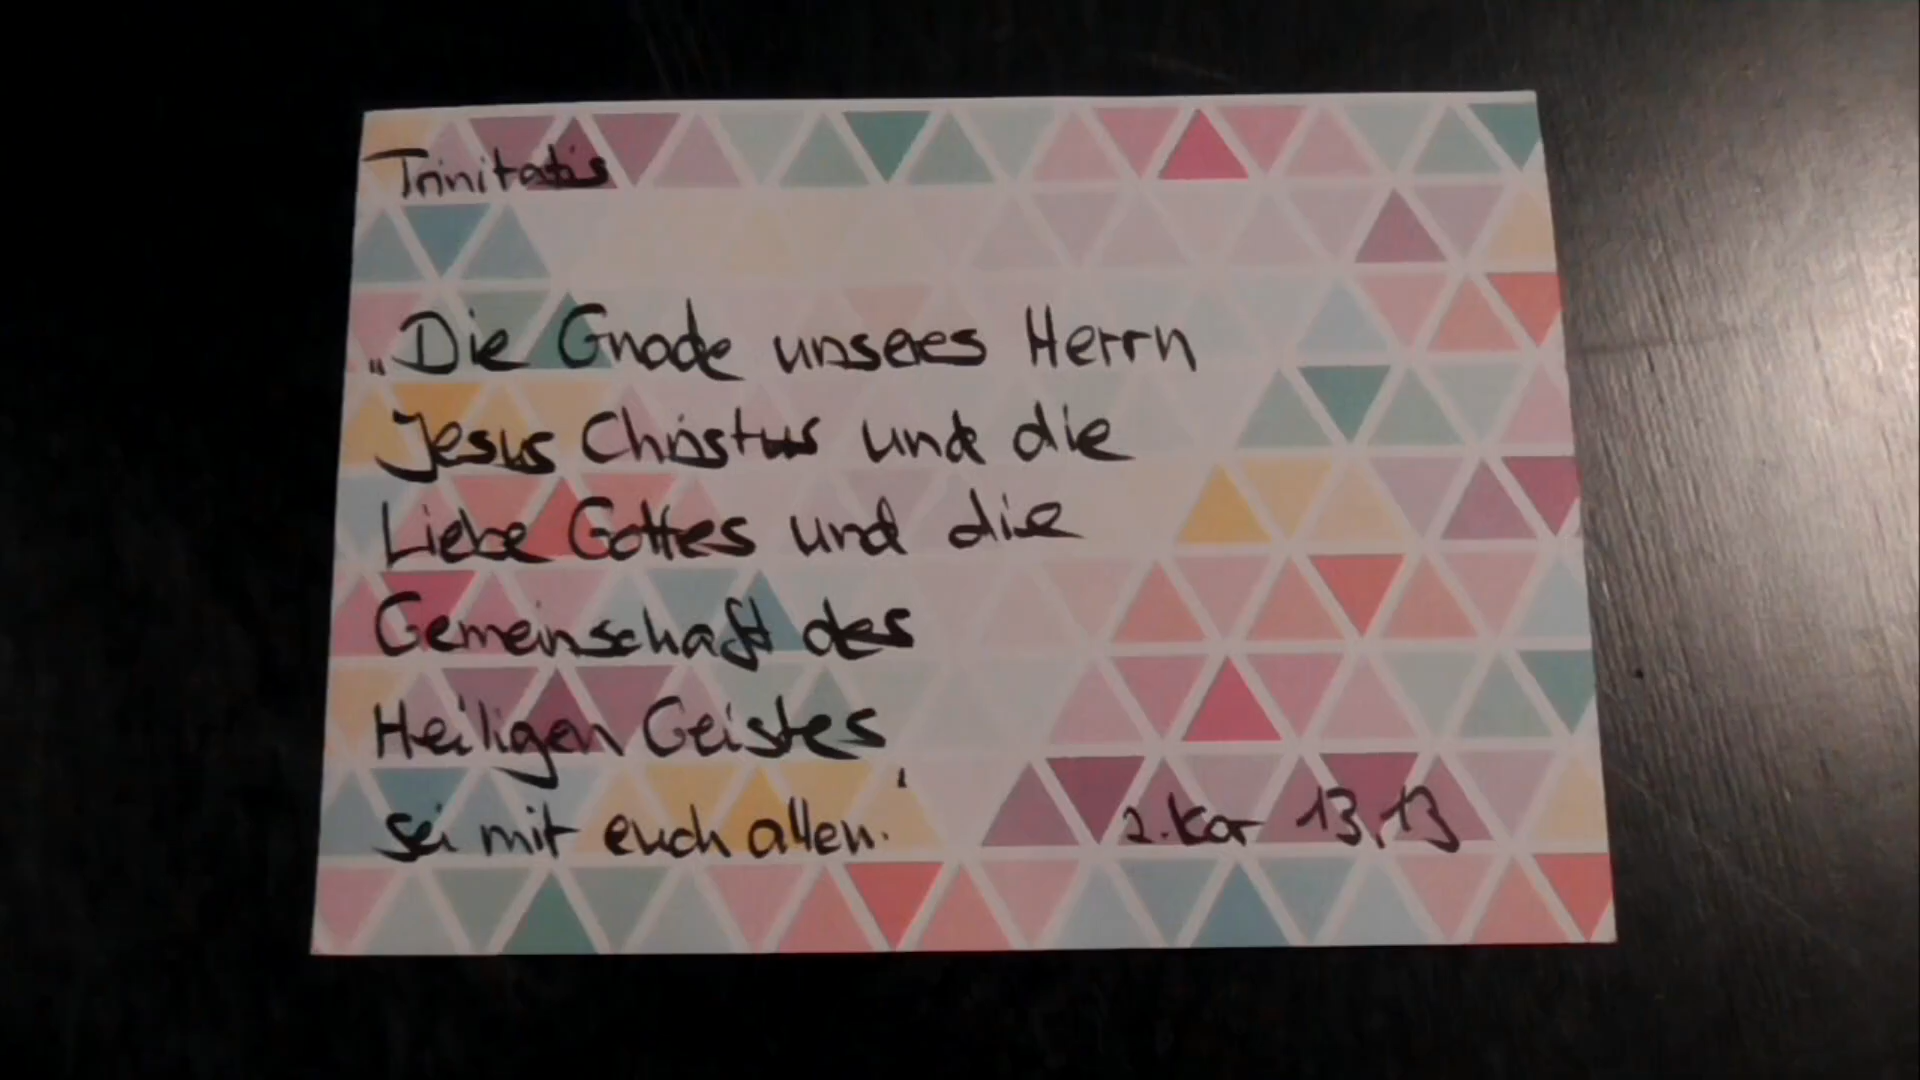 Trinitatis
„Die Gnade unseres Herrn
Jesus Christus und die
Liebe Gottes und die
Gemeinschaft des
Heiligen Geistes
sei mit euch allen.' 2. Kor 13,13